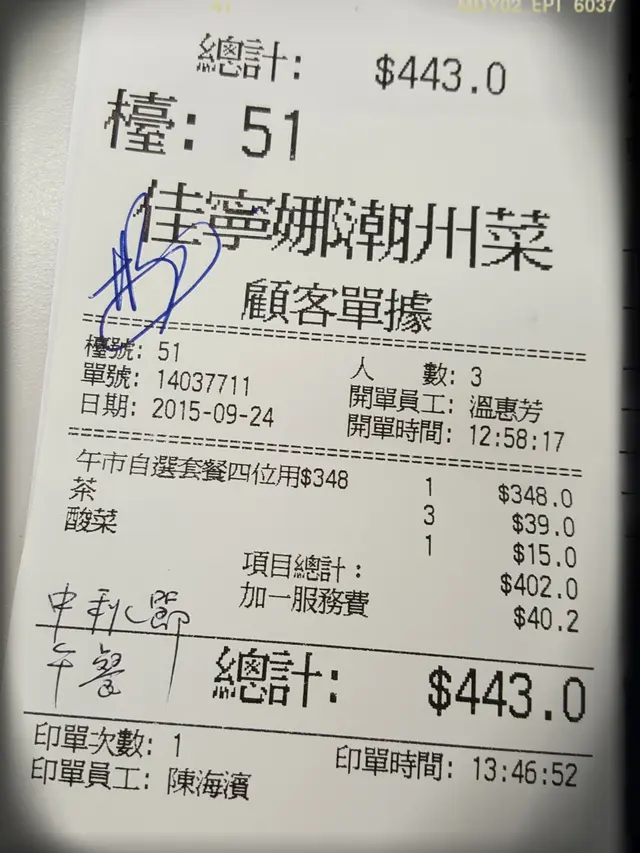 總計: $443.0
檯: 51
佳寧娜潮州菜
顧客單據
檯號: 51 人 數: 3
單號: 14037711 開單員工: 溫惠芳
日期: 2015-09-24 開單時間: 12:58:17
午市自選套餐四位用$348 1 $348.0
茶 3 $39.0
酸菜 1 $15.0
項目總計: $402.0
加一服務費 $40.2
午餐
總計: $443.0
印單次數: 1 印單時間: 13:46:52
印單員工: 陳海濱